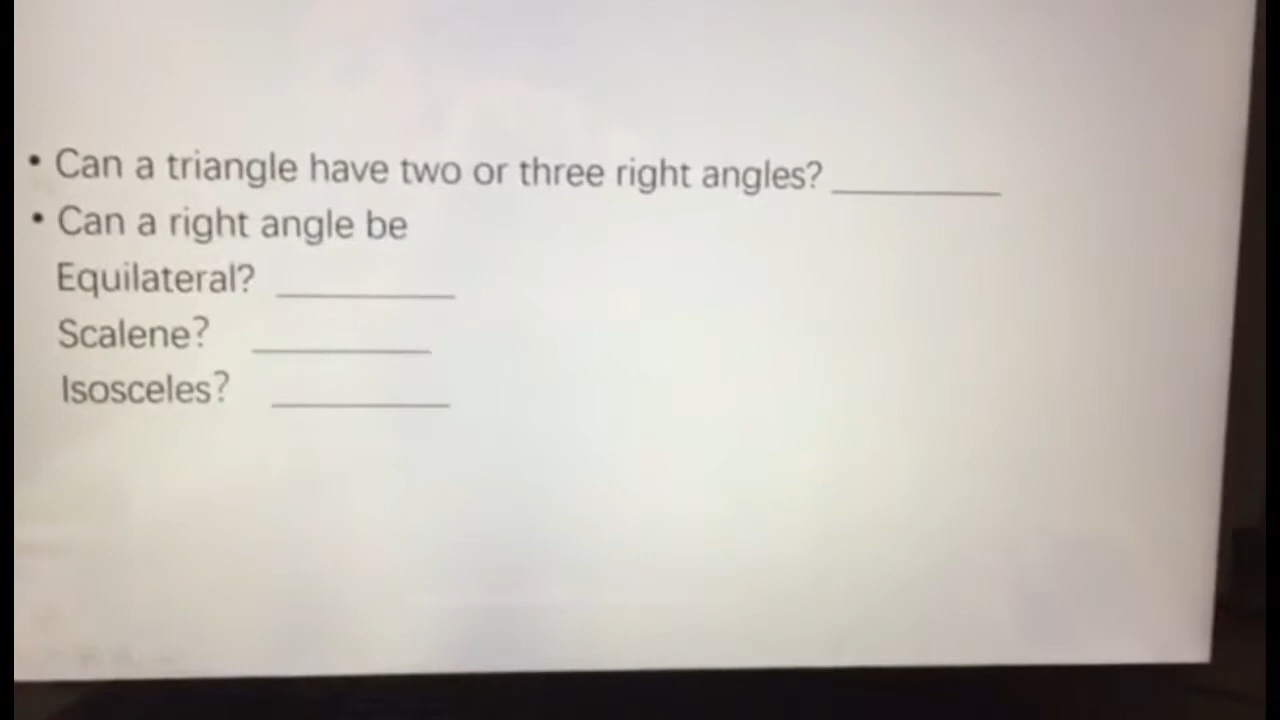 • Can a triangle have two or three right angles? __________
• Can a right angle be
Equilateral? __________
Scalene? __________
Isosceles? __________